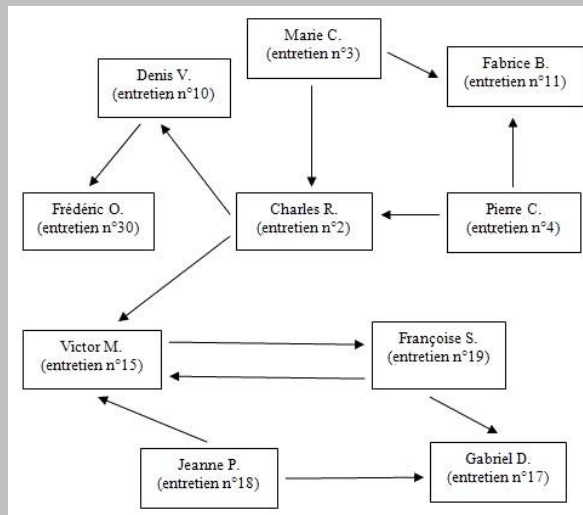 Marie C.
(entretien n°3)
Denis V.
(entretien n°10)
Fabrice B.
(entretien n°11)
Frédéric O.
(entretien n°30)
Charles R.
(entretien n°2)
Pierre C.
(entretien n°4)
Victor M.
(entretien n°15)
Françoise S.
(entretien n°19)
Jeanne P.
(entretien n°18)
Gabriel D.
(entretien n°17)